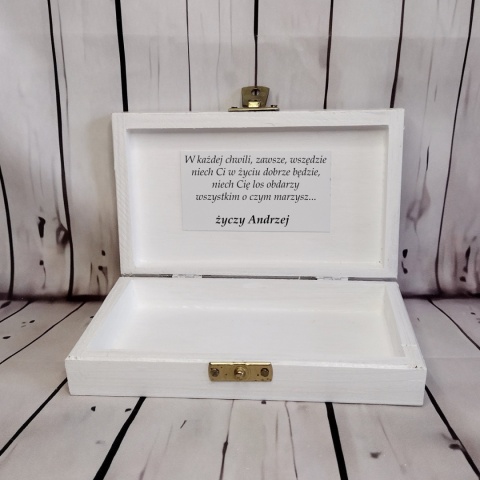 W każdej chwili, zawsze, wszędzie
niech Ci w życiu dobrze będzie,
niech Cię los obdarzy
wszystkim o czym marzysz...
życzy Andrzej